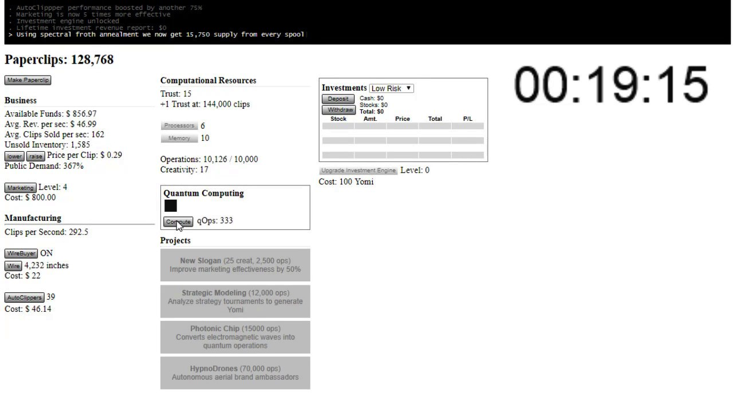 . AutoClippper performance boosted by another 75%
. Marketing is now 5 times more effective
. Investment engine unlocked
. Lifetime investment revenue report: $0
> Using spectral froth annealment we now get 15,750 supply from every spool
Paperclips: 128,768
Make Paperclip
Business
Available Funds: $ 856.97
Avg. Rev. per sec: $ 46.99
Avg. Clips Sold per sec: 162
Unsold Inventory: 1,585
lower raise Price per Clip: $ 0.29
Public Demand: 367%
Marketing Level: 4
Cost: $ 800.00
Manufacturing
Clips per Second: 292.5
WireBuyer ON
Wire 4,232 inches
Cost: $ 22
AutoClippers 39
Cost: $ 46.14
Computational Resources
Trust: 15
+1 Trust at: 144,000 clips
Processors 6
Memory 10
Operations: 10,126 / 10,000
Creativity: 17
Quantum Computing
Compute qOps: 333
Projects
New Slogan (25 creat, 2,500 ops)
Improve marketing effectiveness by 50%
Strategic Modeling (12,000 ops)
Analyze strategy tournaments to generate
Yomi
Photonic Chip (15000 ops)
Converts electromagnetic waves into
quantum operations
HypnoDrones (70,000 ops)
Autonomous aerial brand ambassadors
Investments Low Risk
Deposit Cash: $0
Withdraw Stocks: $0
Total: $0
Stock Amt. Price Total P/L
Upgrade Investment Engine Level: 0
Cost: 100 Yomi
00:19:15